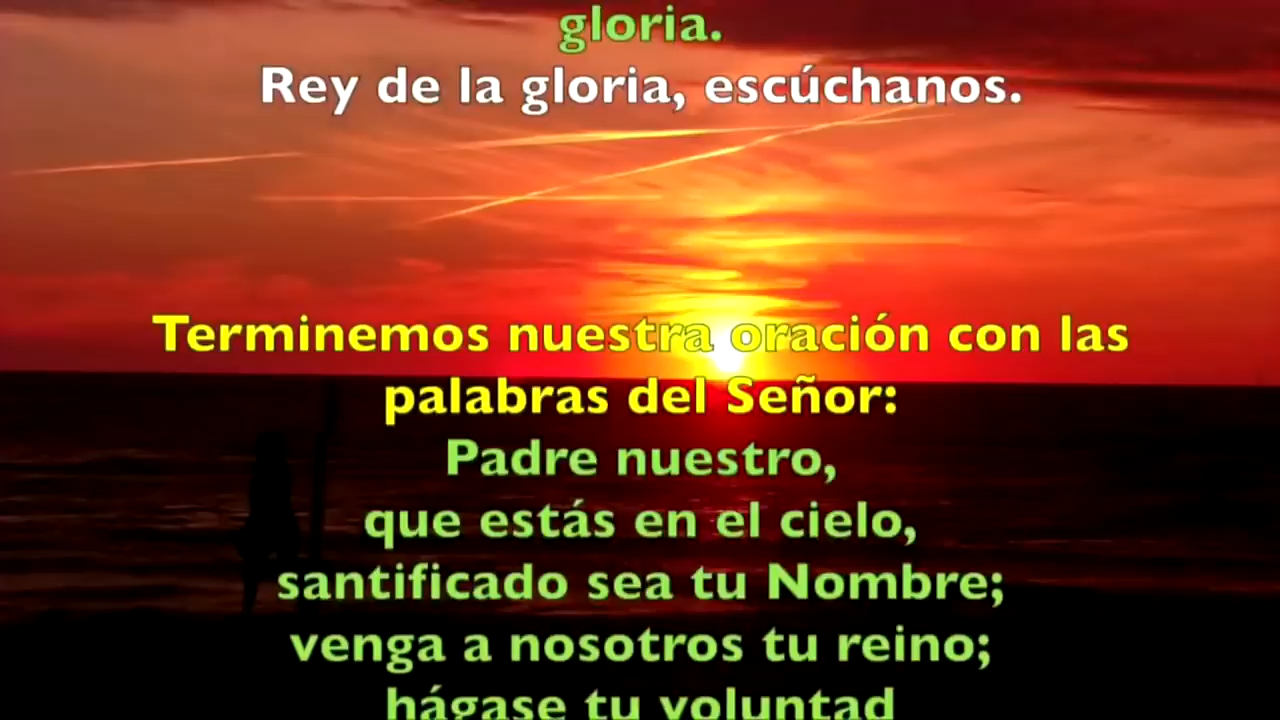 gloria.
Rey de la gloria, escúchanos.
Terminemos nuestra oración con las
palabras del Señor:
Padre nuestro,
que estás en el cielo,
santificado sea tu Nombre;
venga a nosotros tu reino;
hágase tu voluntad